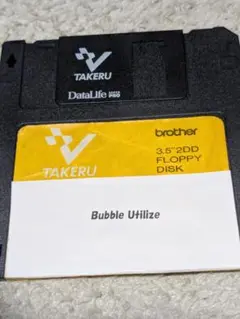 TAKERU
DataLife
brother
3.5" 2DD
FLOPPY
DISK
TAKERU
Bubble Utilize